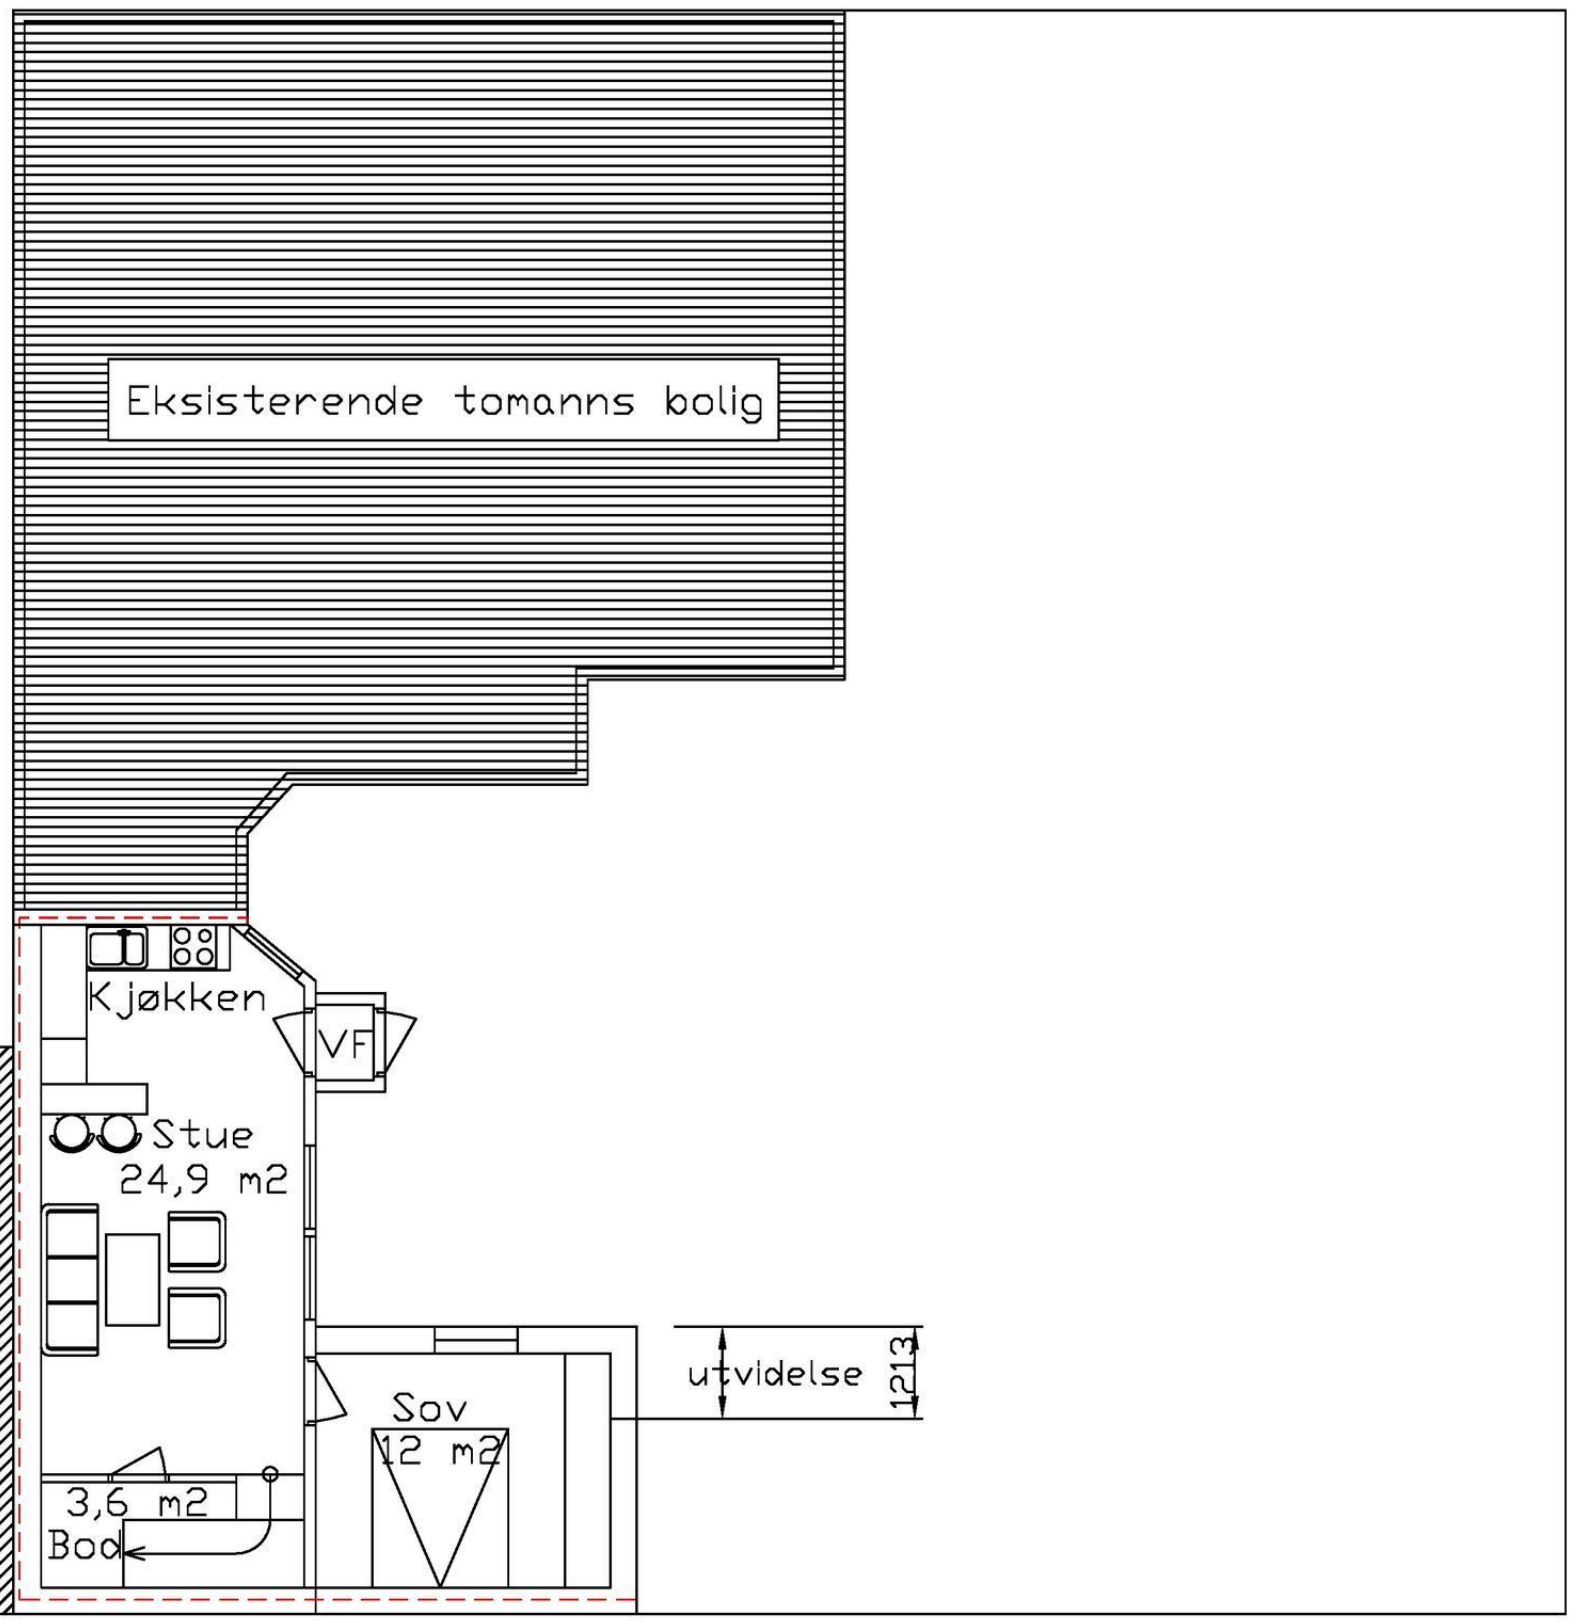 Eksisterende tomanns bolig
Kjøkken
VF
Stue
24,9 m2
utvidelse
1213
Sov
12 m2
3,6 m2
Bod